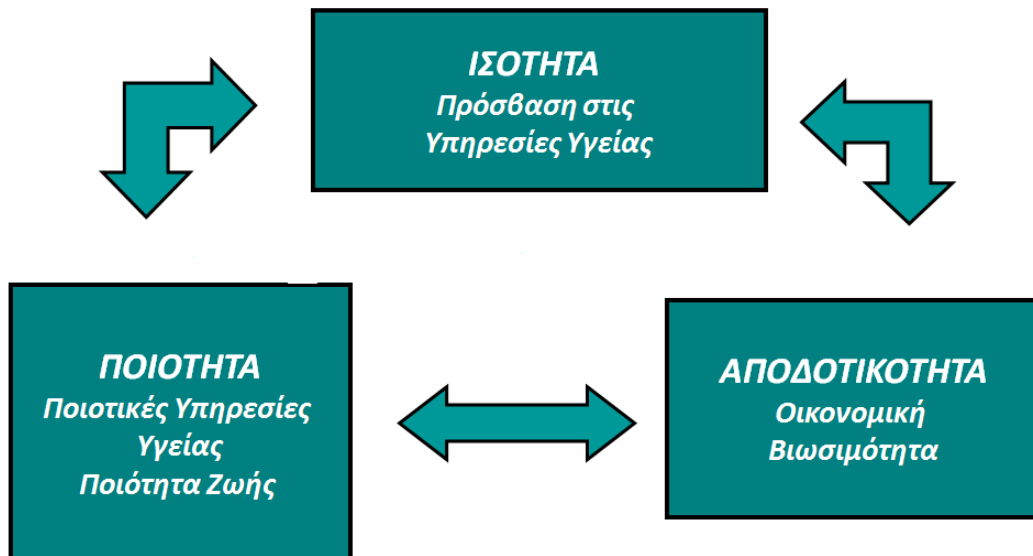 ΙΣΟΤΗΤΑ
Πρόσβαση στις
Υπηρεσίες Υγείας
ΠΟΙΟΤΗΤΑ
Ποιοτικές Υπηρεσίες
Υγείας
Ποιότητα Ζωής
ΑΠΟΔΟΤΙΚΟΤΗΤΑ
Οικονομική
Βιωσιμότητα